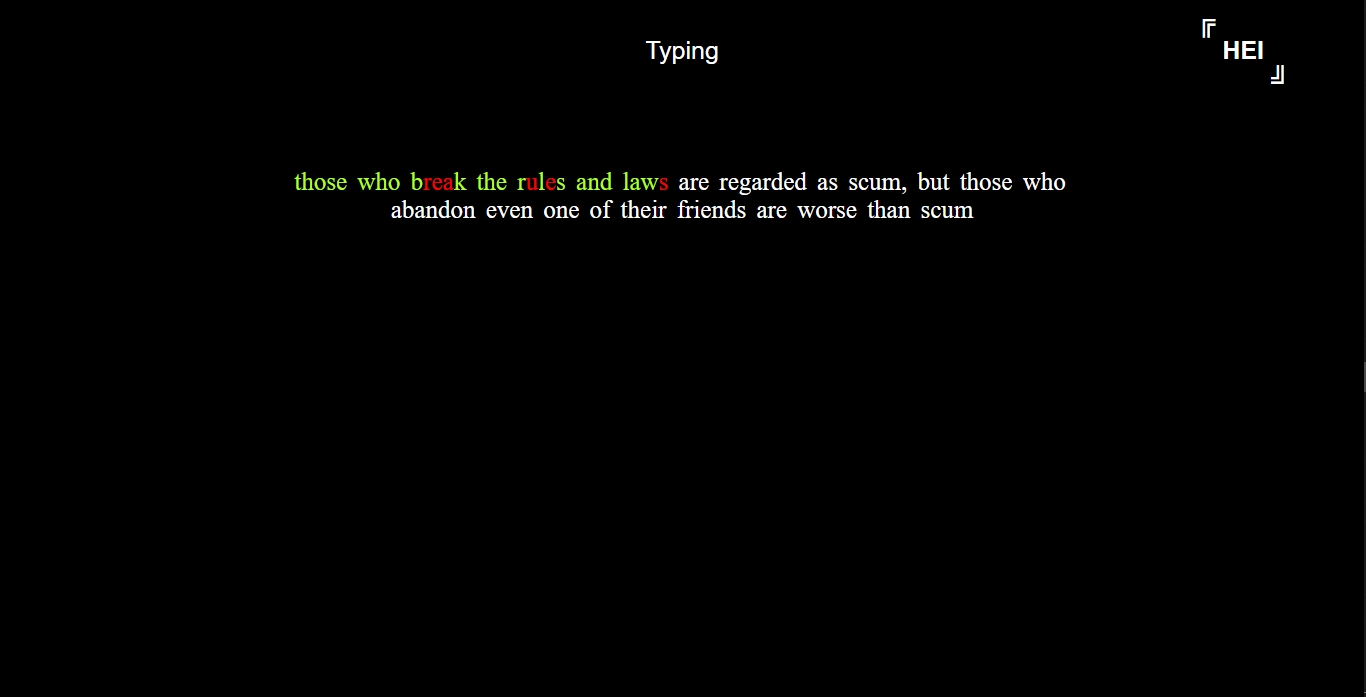 Typing
『
HEI
』
those who break the rules and laws are regarded as scum, but those who
abandon even one of their friends are worse than scum